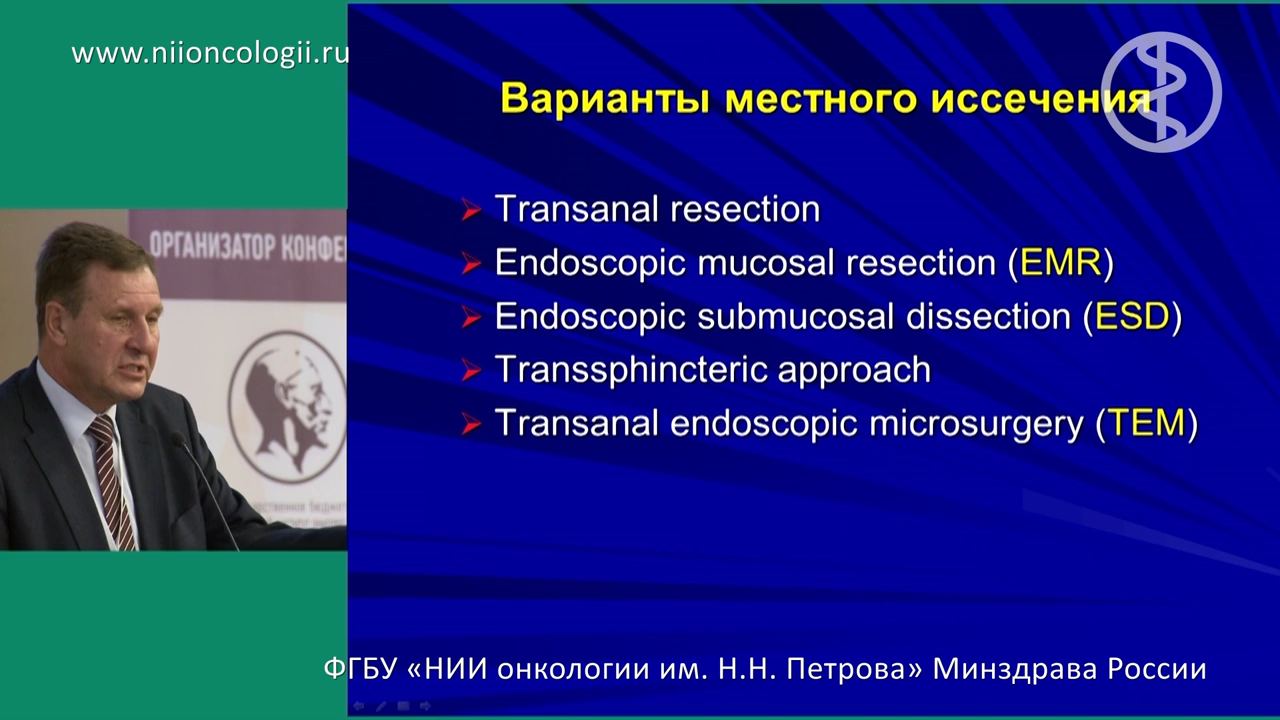 www.niioncologii.ru
Варианты местного иссечения
Transanal resection
Endoscopic mucosal resection (EMR)
Endoscopic submucosal dissection (ESD)
Transsphincteric approach
Transanal endoscopic microsurgery (TEM)
ОРГАНИЗАТОР КОНФЕ
ФГБУ «НИИ онкологии им. Н.Н. Петрова» Минздрава России